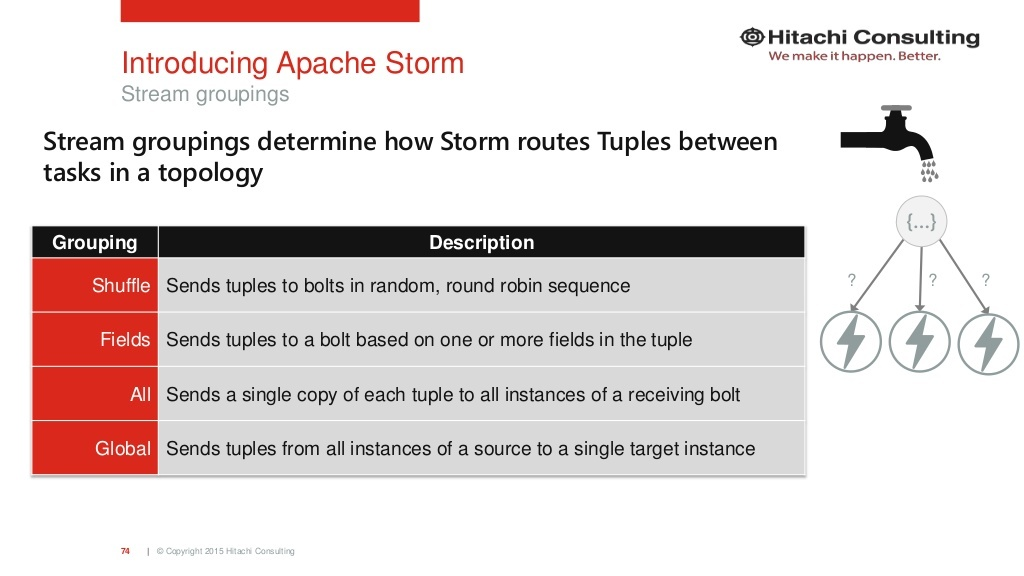 Hitachi Consulting
We make it happen. Better.
Introducing Apache Storm
Stream groupings
Stream groupings determine how Storm routes Tuples between
tasks in a topology
{...}
? ? ?
Grouping Description
Shuffle Sends tuples to bolts in random, round robin sequence
Fields Sends tuples to a bolt based on one or more fields in the tuple
All Sends a single copy of each tuple to all instances of a receiving bolt
Global Sends tuples from all instances of a source to a single target instance
74 | © Copyright 2015 Hitachi Consulting